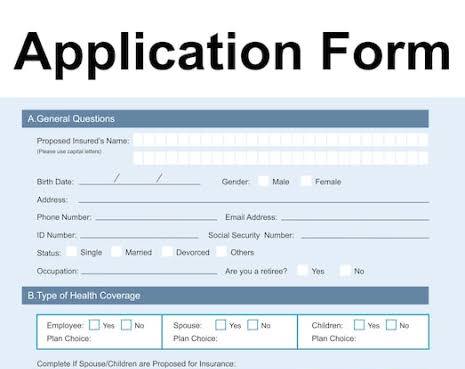 Application Form
A.General Questions
Proposed Insured's Name:
(Please use capital letters)
Birth Date: / / Gender: Male Female
Address:
Phone Number: Email Address:
ID Number: Social Security Number:
Status: Single Married Devorced Others
Occupation: Are you a retiree? Yes No
B.Type of Health Coverage
Employee: Yes No Spouse: Yes No Children: Yes No
Plan Choice: Plan Choice: Plan Choice:
Complete If Spouse/Children are Proposed for Insurance: